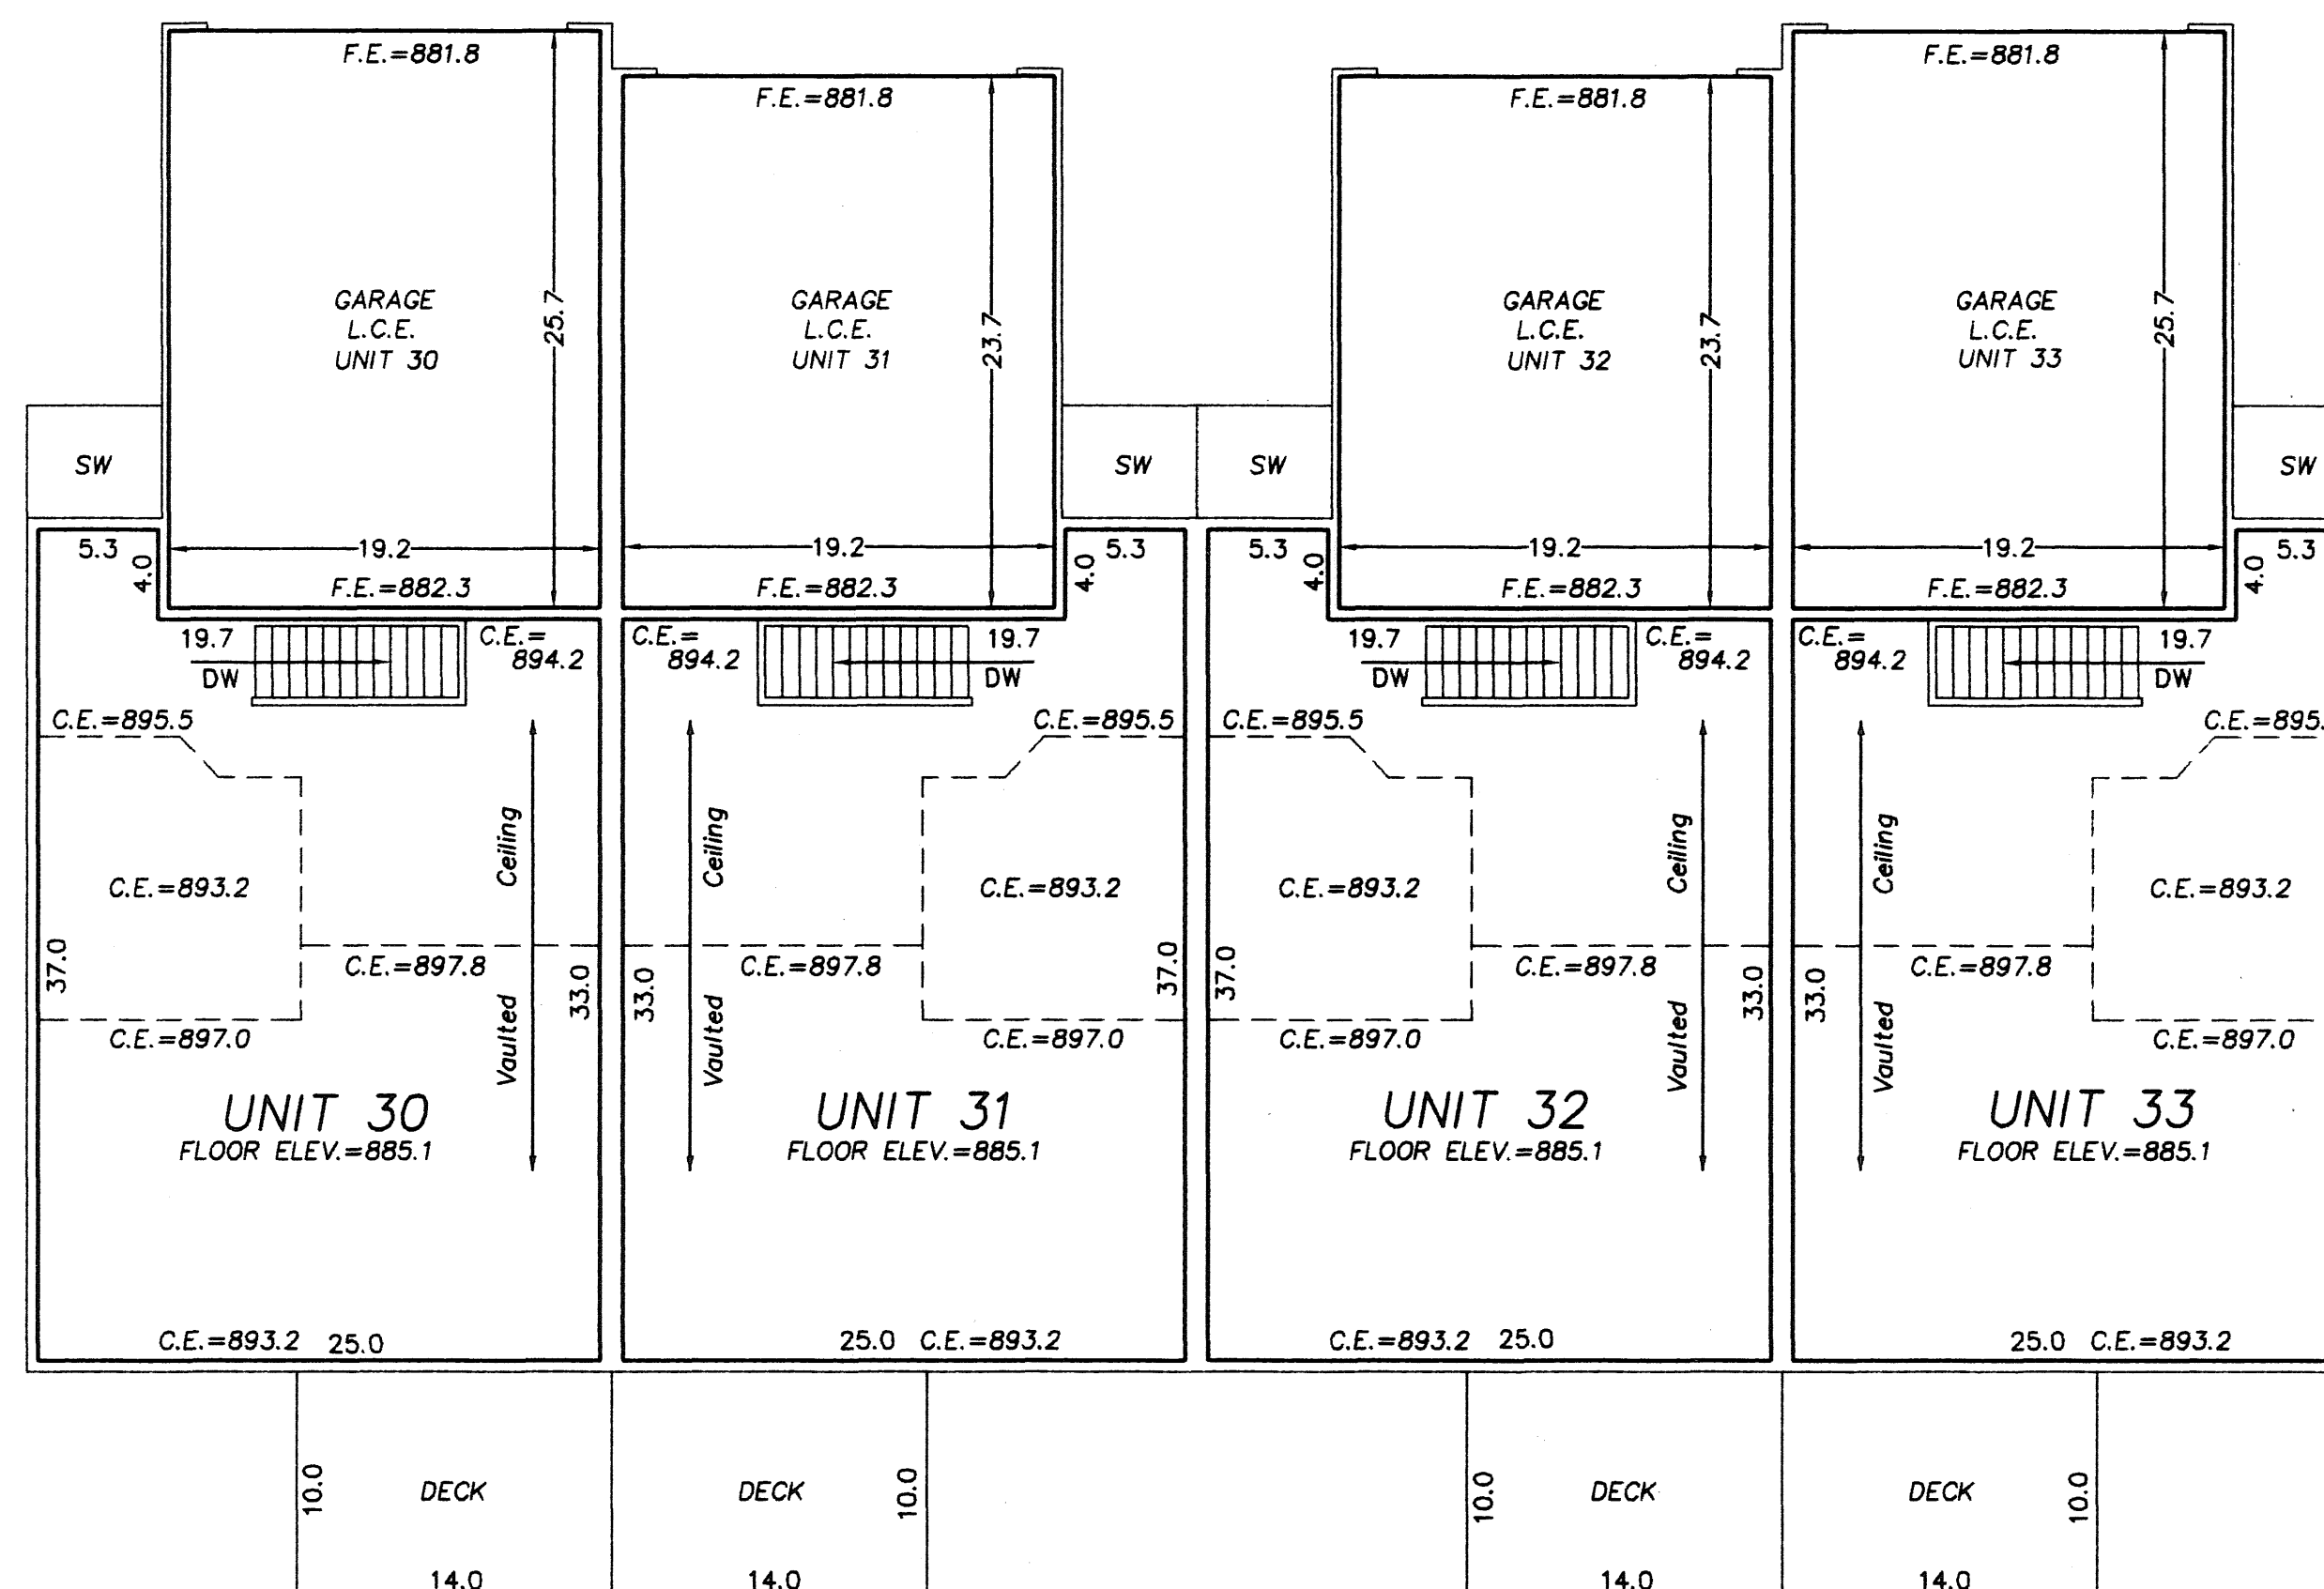 F.E.=881.8
F.E.=881.8
F.E.=881.8
F.E.=881.8
GARAGE
L.C.E.
UNIT 30
25.7
GARAGE
L.C.E.
UNIT 31
23.7
GARAGE
L.C.E.
UNIT 32
23.7
GARAGE
L.C.E.
UNIT 33
25.7
SW
SW
SW
SW
5.3
4.0
19.2
F.E.=882.3
19.2
F.E.=882.3
4.0
5.3
5.3
4.0
19.2
F.E.=882.3
19.2
F.E.=882.3
4.0
5.3
19.7
DW
C.E.=
894.2
C.E.=
894.2
19.7
DW
19.7
DW
C.E.=
894.2
C.E.=
894.2
19.7
DW
C.E.=895.5
C.E.=895.5
C.E.=895.5
C.E.=895.
Vaulted Ceiling
Vaulted Ceiling
Vaulted Ceiling
Vaulted Ceiling
C.E.=893.2
C.E.=893.2
C.E.=893.2
C.E.=893.2
37.0
C.E.=897.8
33.0
33.0
C.E.=897.8
37.0
37.0
C.E.=897.8
33.0
33.0
C.E.=897.8
C.E.=897.0
C.E.=897.0
C.E.=897.0
C.E.=897.0
UNIT 30
FLOOR ELEV.=885.1
UNIT 31
FLOOR ELEV.=885.1
UNIT 32
FLOOR ELEV.=885.1
UNIT 33
FLOOR ELEV.=885.1
C.E.=893.2 25.0
25.0 C.E.=893.2
C.E.=893.2 25.0
25.0 C.E.=893.2
10.0
DECK
DECK
10.0
10.0
DECK
DECK
10.0
14.0
14.0
14.0
14.0